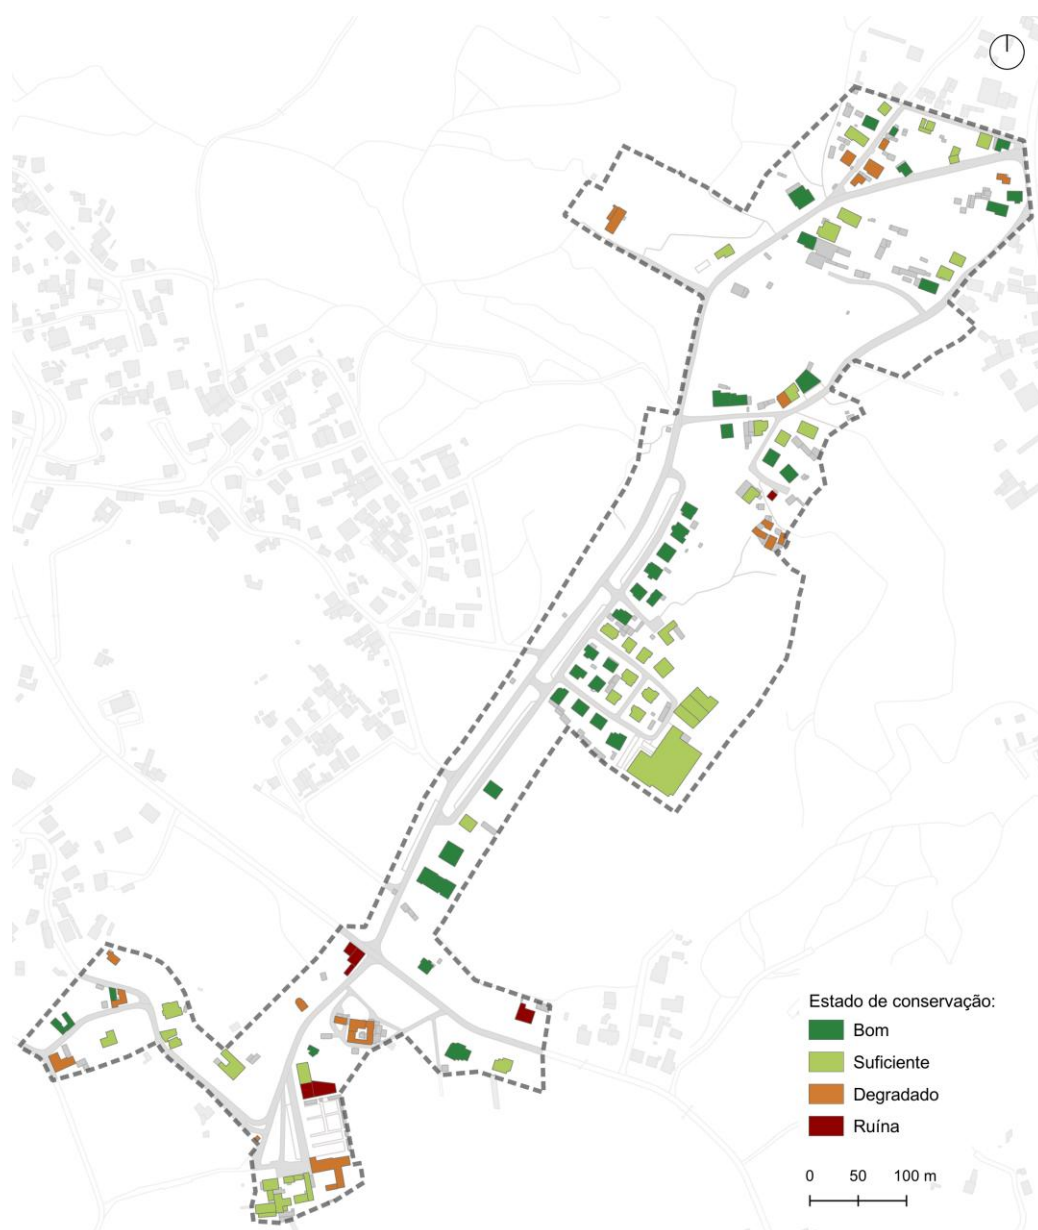 Estado de conservação:
Bom
Suficiente
Degradado
Ruína
0 50 100 m